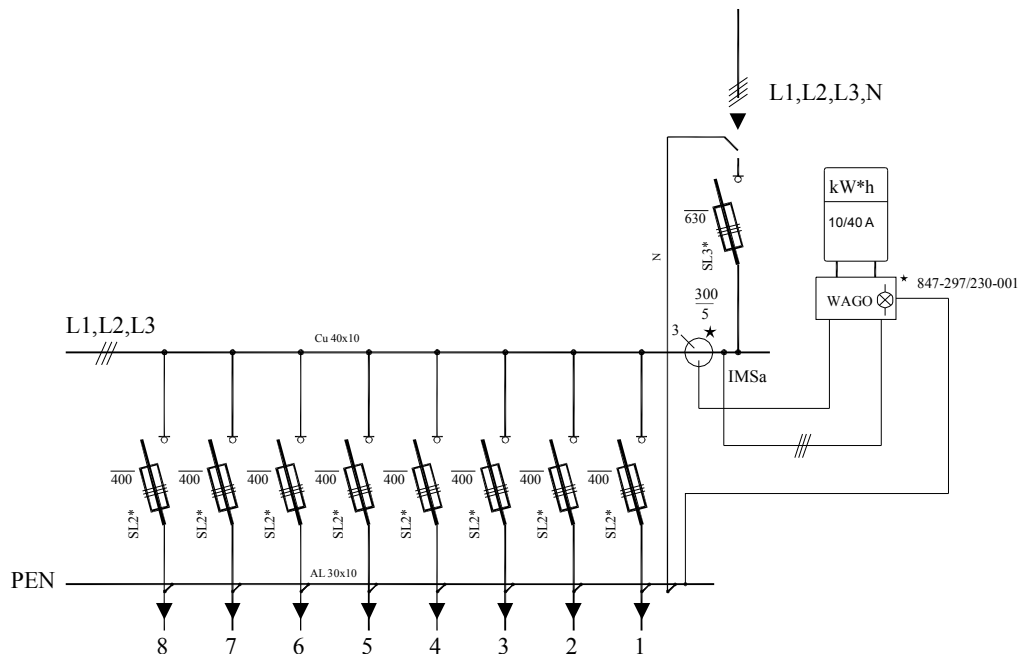 L1,L2,L3,N
kW*h
10/40 A
630
SL3*
N
★ 847-297/230-001
WAGO
300
5
★
3
L1,L2,L3
Cu 40x10
IMSa
400 400 400 400 400 400 400 400
SL2* SL2* SL2* SL2* SL2* SL2* SL2* SL2*
PEN
AL 30x10
8 7 6 5 4 3 2 1